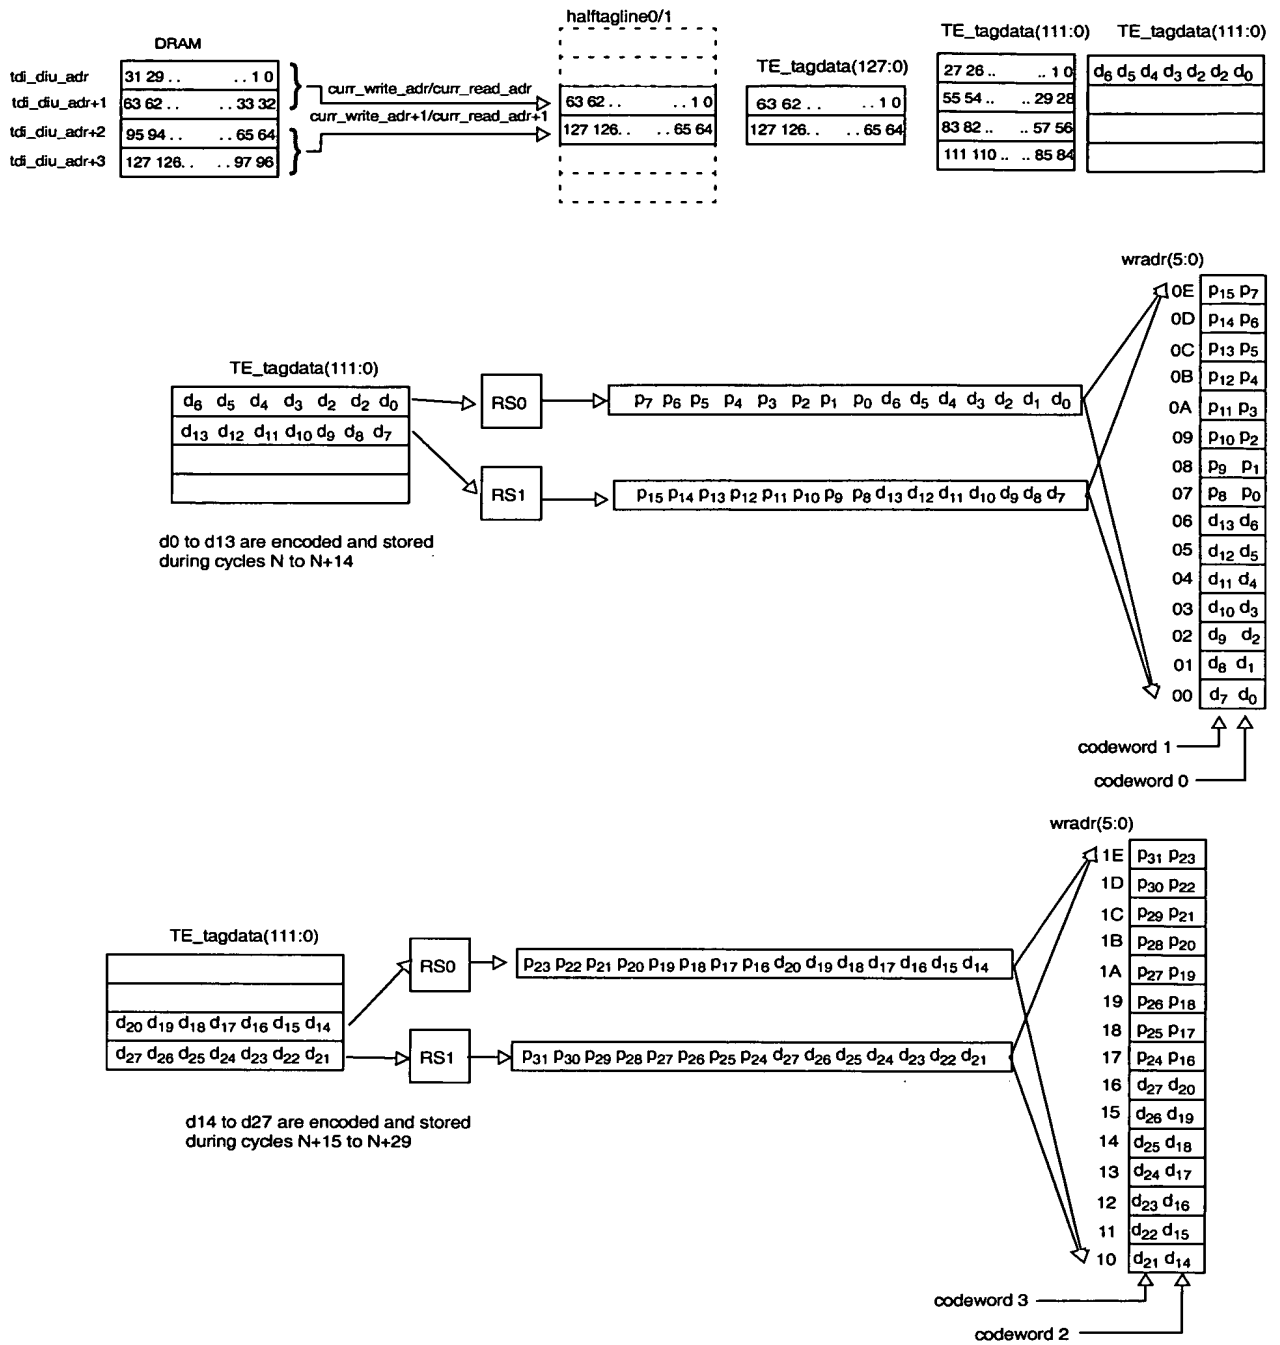 halftagline0/1
DRAM
TE_tagdata(111:0) TE_tagdata(111:0)
TE_tagdata(127:0)
tdi_diu_adr 31 29 . . . . 1 0
tdi_diu_adr+1 63 62 . . . . 33 32
tdi_diu_adr+2 95 94 . . . . 65 64
tdi_diu_adr+3 127 126. . . . 97 96
curr_write_adr/curr_read_adr
curr_write_adr+1/curr_read_adr+1
63 62 . . . . 1 0
127 126. . . . 65 64
63 62 . . . . 1 0
127 126. . . . 65 64
27 26 .. .. 1 0
55 54 .. .. 29 28
83 82 .. .. 57 56
111 110 .. .. 85 84
d6 d5 d4 d3 d2 d2 d0
TE_tagdata(111:0)
d6 d5 d4 d3 d2 d2 d0
d13 d12 d11 d10 d9 d8 d7
RS0
RS1
p7 p6 p5 p4 p3 p2 p1 p0 d6 d5 d4 d3 d2 d1 d0
p15 p14 p13 p12 p11 p10 p9 p8 d13 d12 d11 d10 d9 d8 d7
d0 to d13 are encoded and stored
during cycles N to N+14
wradr(5:0)
0E p15 p7
0D p14 p6
0C p13 p5
0B p12 p4
0A p11 p3
09 p10 p2
08 p9 p1
07 p8 p0
06 d13 d6
05 d12 d5
04 d11 d4
03 d10 d3
02 d9 d2
01 d8 d1
00 d7 d0
codeword 1
codeword 0
TE_tagdata(111:0)
d20 d19 d18 d17 d16 d15 d14
d27 d26 d25 d24 d23 d22 d21
RS0
RS1
p23 p22 p21 p20 p19 p18 p17 p16 d20 d19 d18 d17 d16 d15 d14
p31 p30 p29 p28 p27 p26 p25 p24 d27 d26 d25 d24 d23 d22 d21
d14 to d27 are encoded and stored
during cycles N+15 to N+29
wradr(5:0)
1E p31 p23
1D p30 p22
1C p29 p21
1B p28 p20
1A p27 p19
19 p26 p18
18 p25 p17
17 p24 p16
16 d27 d20
15 d26 d19
14 d25 d18
13 d24 d17
12 d23 d16
11 d22 d15
10 d21 d14
codeword 3
codeword 2